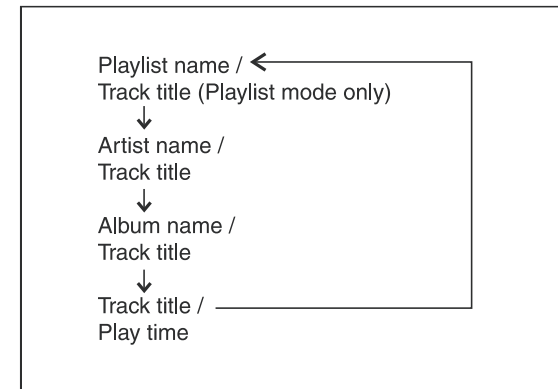 Playlist name /
Track title (Playlist mode only)
Artist name /
Track title
Album name /
Track title
Track title /
Play time